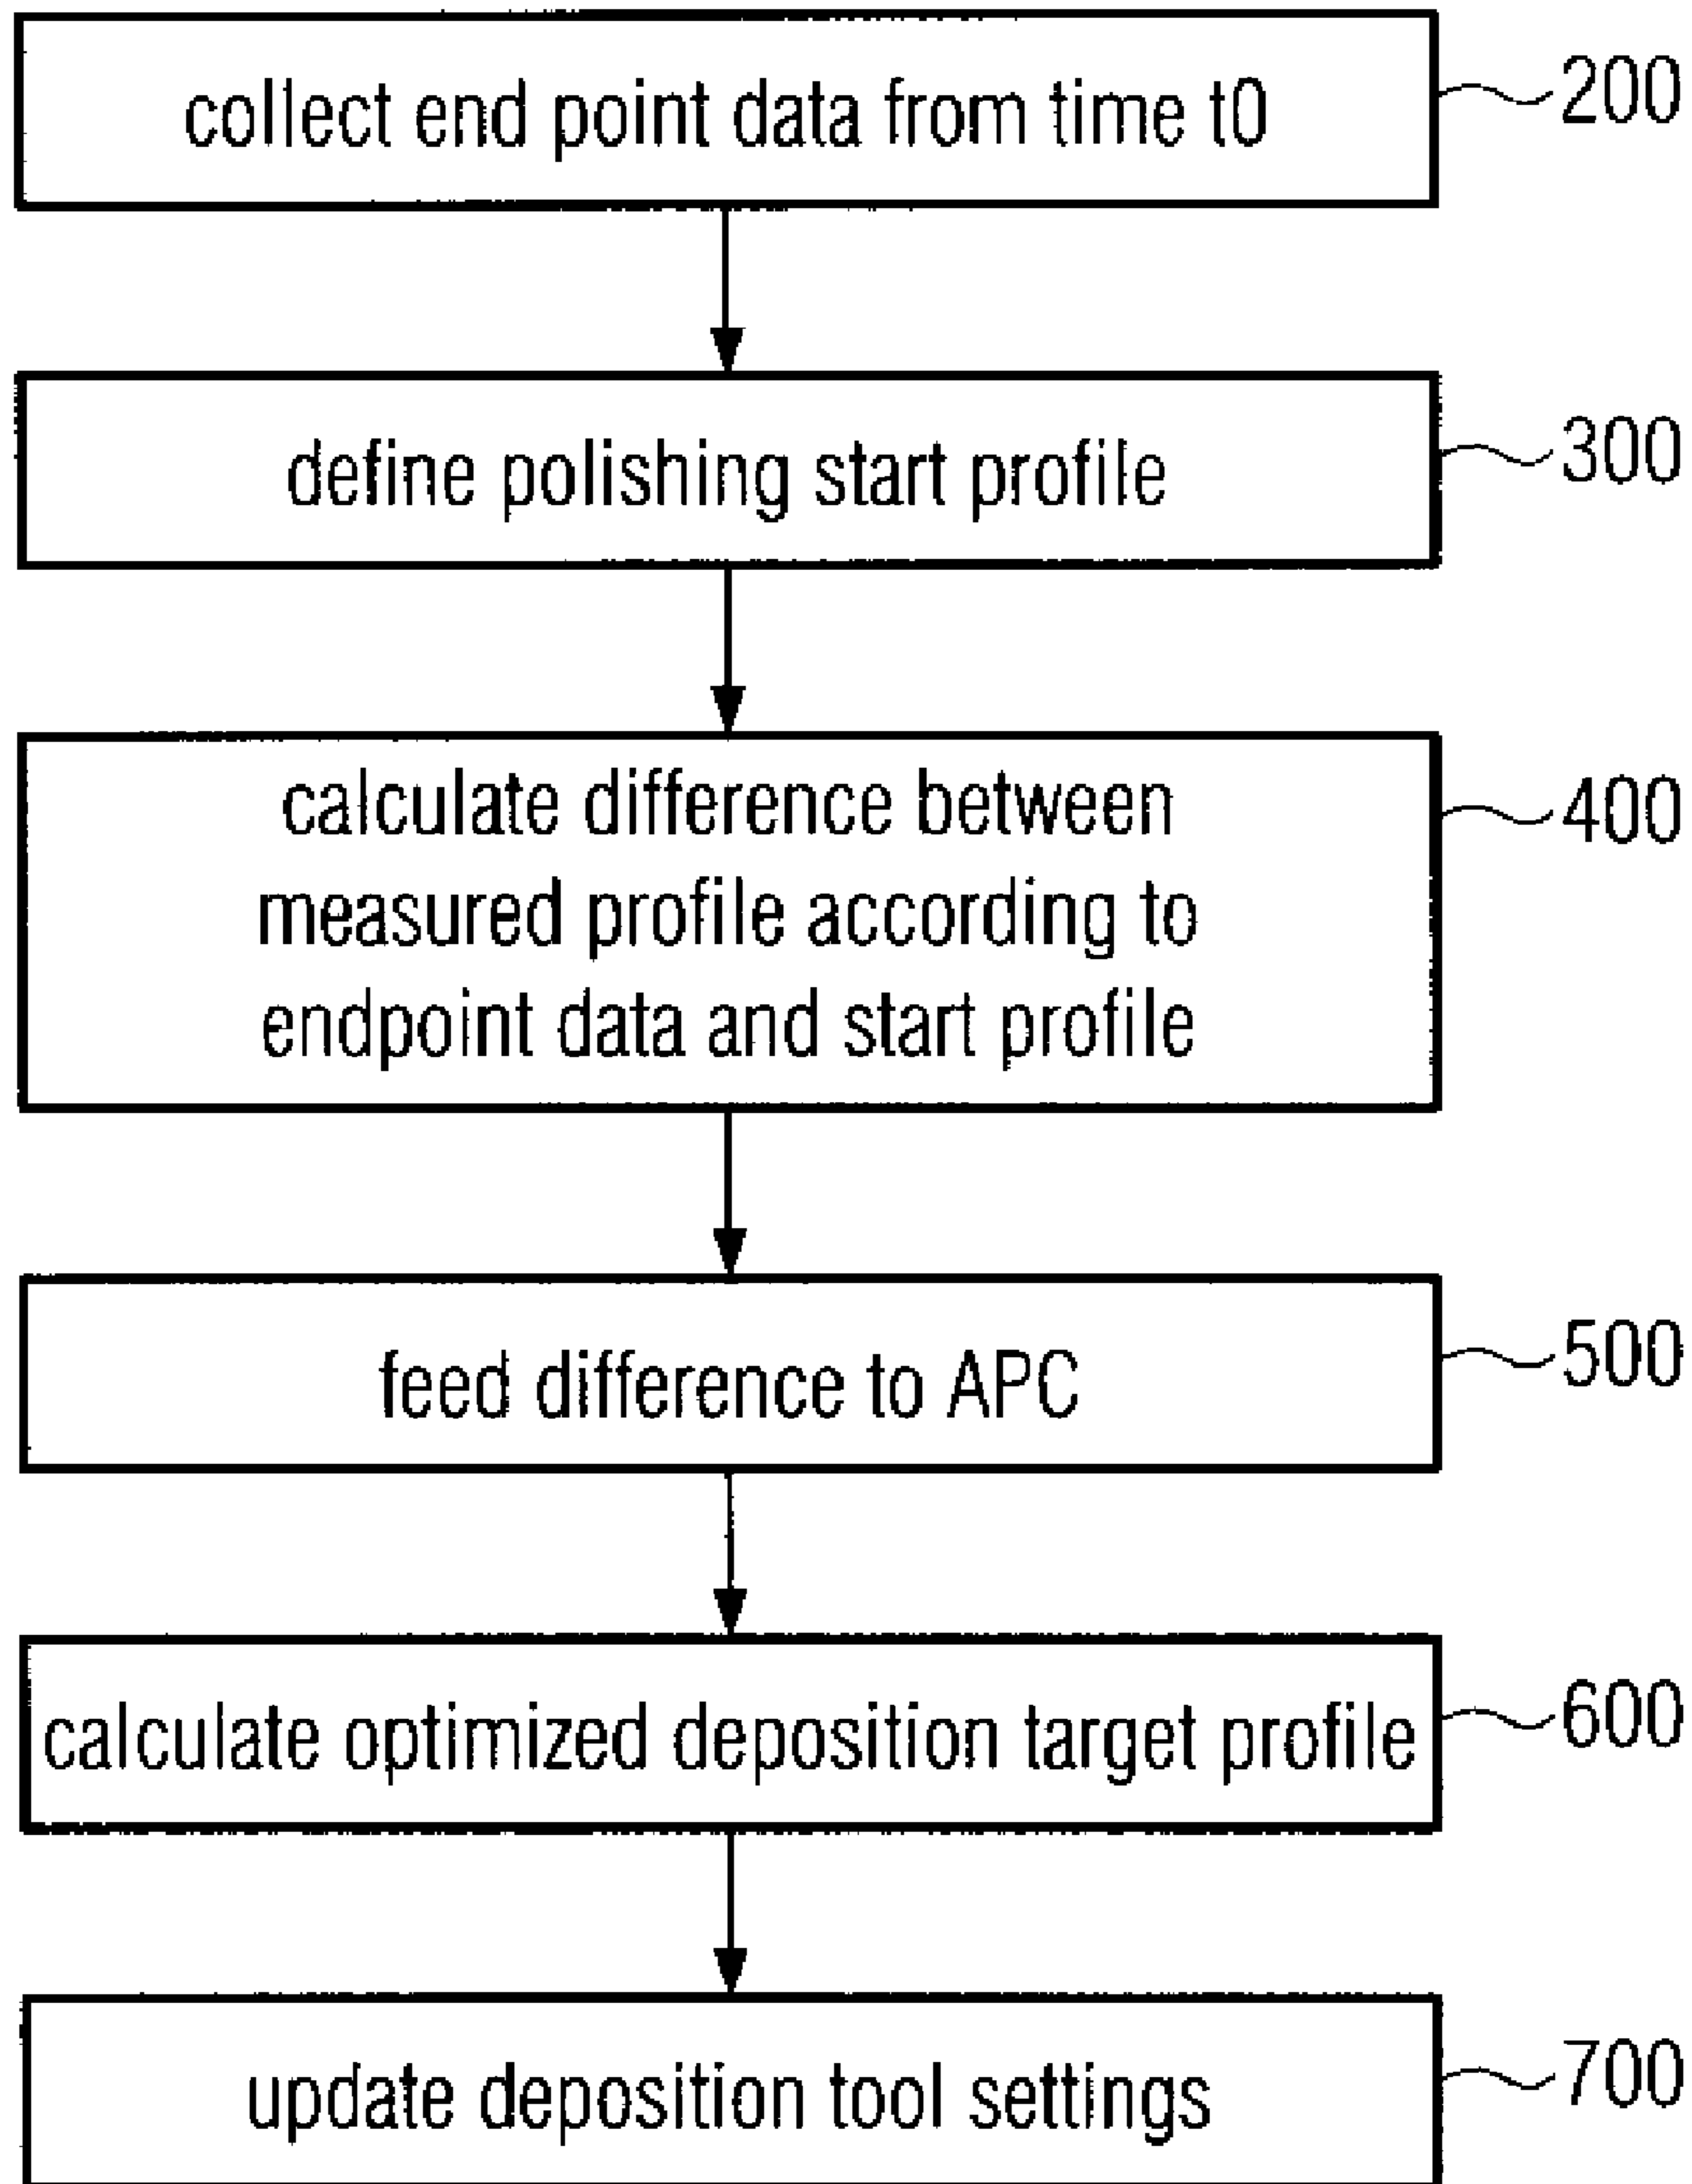 collect end point data from time t0
200
define polishing start profile
300
calculate difference between
measured profile according to
endpoint data and start profile
400
feed difference to APC
500
calculate optimized deposition target profile
600
update deposition tool settings
700